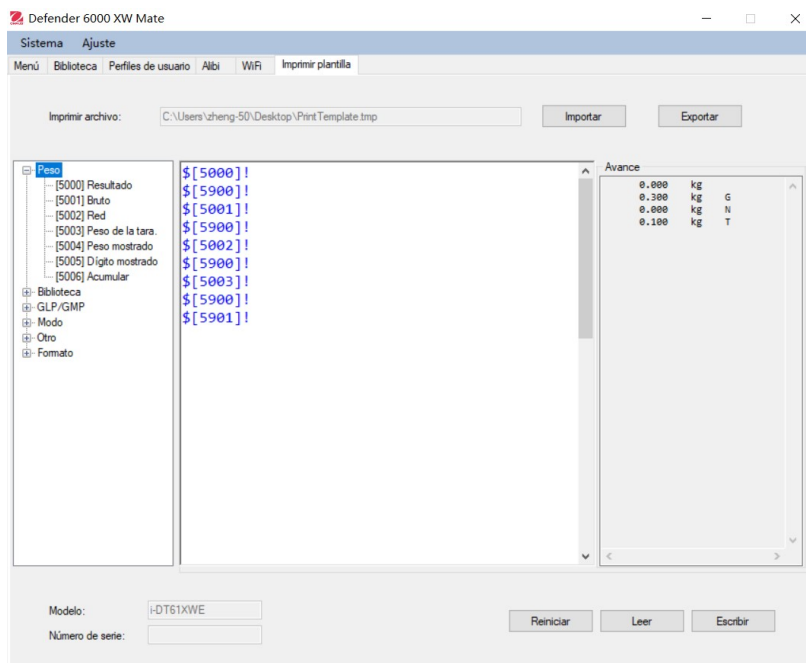 Defender 6000 XW Mate
Sistema Ajuste
Menú Biblioteca Perfiles de usuario Alibi WiFi Imprimir plantilla
Imprimir archivo: C:\Users\zheng-50\Desktop\PrintTemplate.tmp Importar Exportar
Peso
[5000] Resultado
[5001] Bruto
[5002] Red
[5003] Peso de la tara.
[5004] Peso mostrado
[5005] Dígito mostrado
[5006] Acumular
Biblioteca
GLP/GMP
Modo
Otro
Formato
$[5000]!
$[5900]!
$[5001]!
$[5900]!
$[5002]!
$[5900]!
$[5003]!
$[5900]!
$[5901]!
Avance
0.000 kg
0.300 kg G
0.000 kg N
0.100 kg T
Modelo: i-DT61XWE
Número de serie:
Reiniciar Leer Escribir